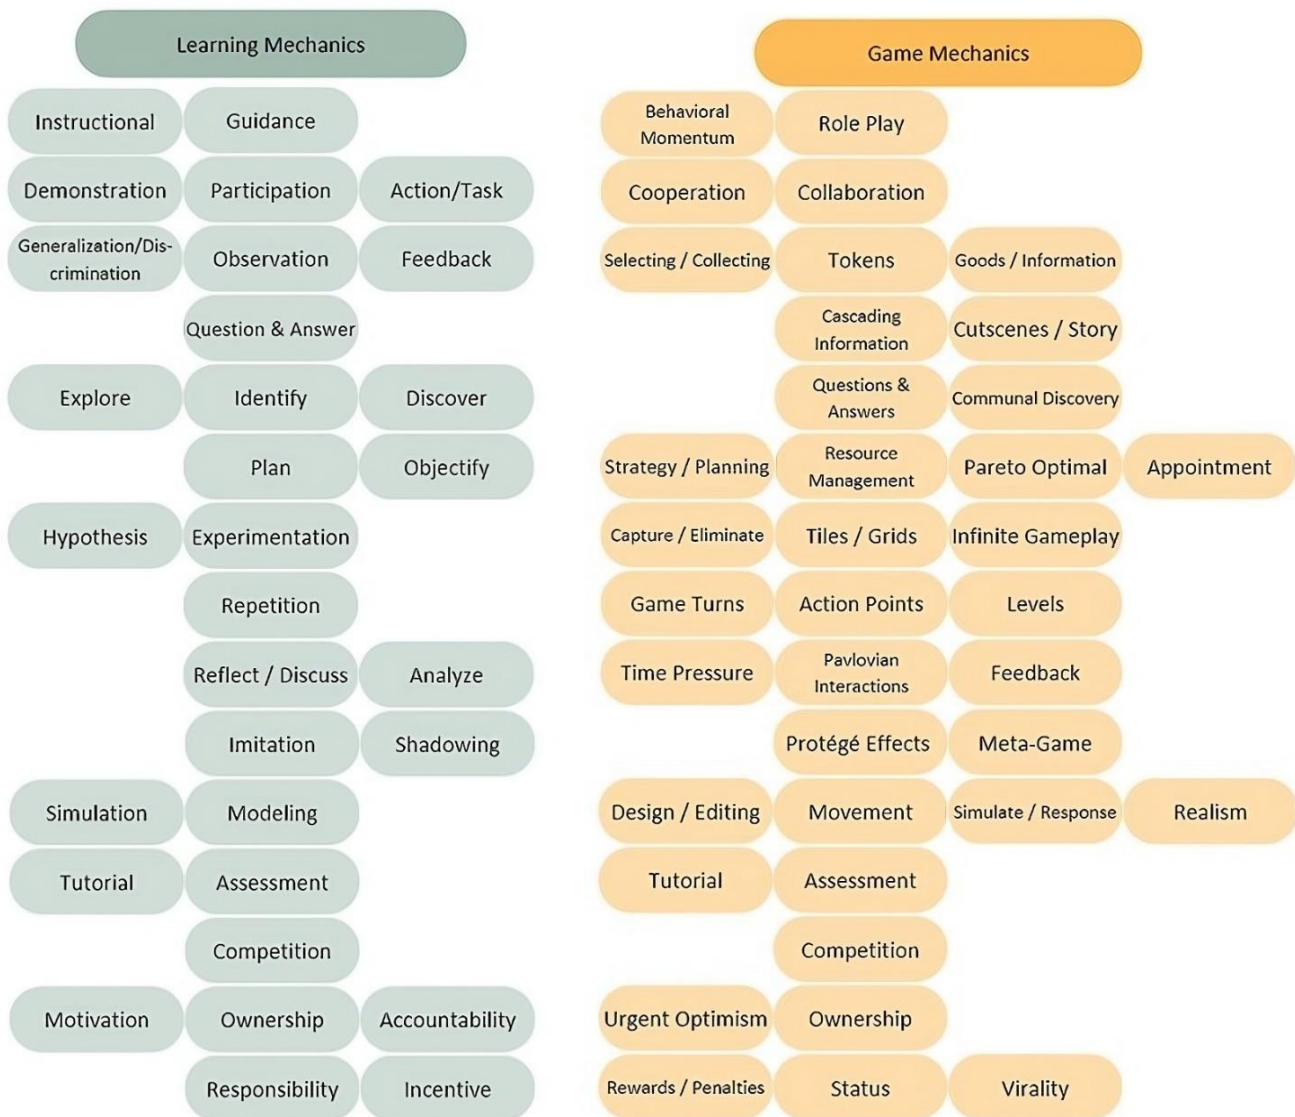 Learning Mechanics
Instructional
Guidance
Demonstration
Participation
Action/Task
Generalization/Dis-
crimination
Observation
Feedback
Question & Answer
Explore
Identify
Discover
Plan
Objectify
Hypothesis
Experimentation
Repetition
Reflect / Discuss
Analyze
Imitation
Shadowing
Simulation
Modeling
Tutorial
Assessment
Competition
Motivation
Ownership
Accountability
Responsibility
Incentive
Game Mechanics
Behavioral
Momentum
Role Play
Cooperation
Collaboration
Selecting / Collecting
Tokens
Goods / Information
Cascading
Information
Cutscenes / Story
Questions &
Answers
Communal Discovery
Strategy / Planning
Resource
Management
Pareto Optimal
Appointment
Capture / Eliminate
Tiles / Grids
Infinite Gameplay
Game Turns
Action Points
Levels
Time Pressure
Pavlovian
Interactions
Feedback
Protégé Effects
Meta-Game
Design / Editing
Movement
Simulate / Response
Realism
Tutorial
Assessment
Competition
Urgent Optimism
Ownership
Rewards / Penalties
Status
Virality